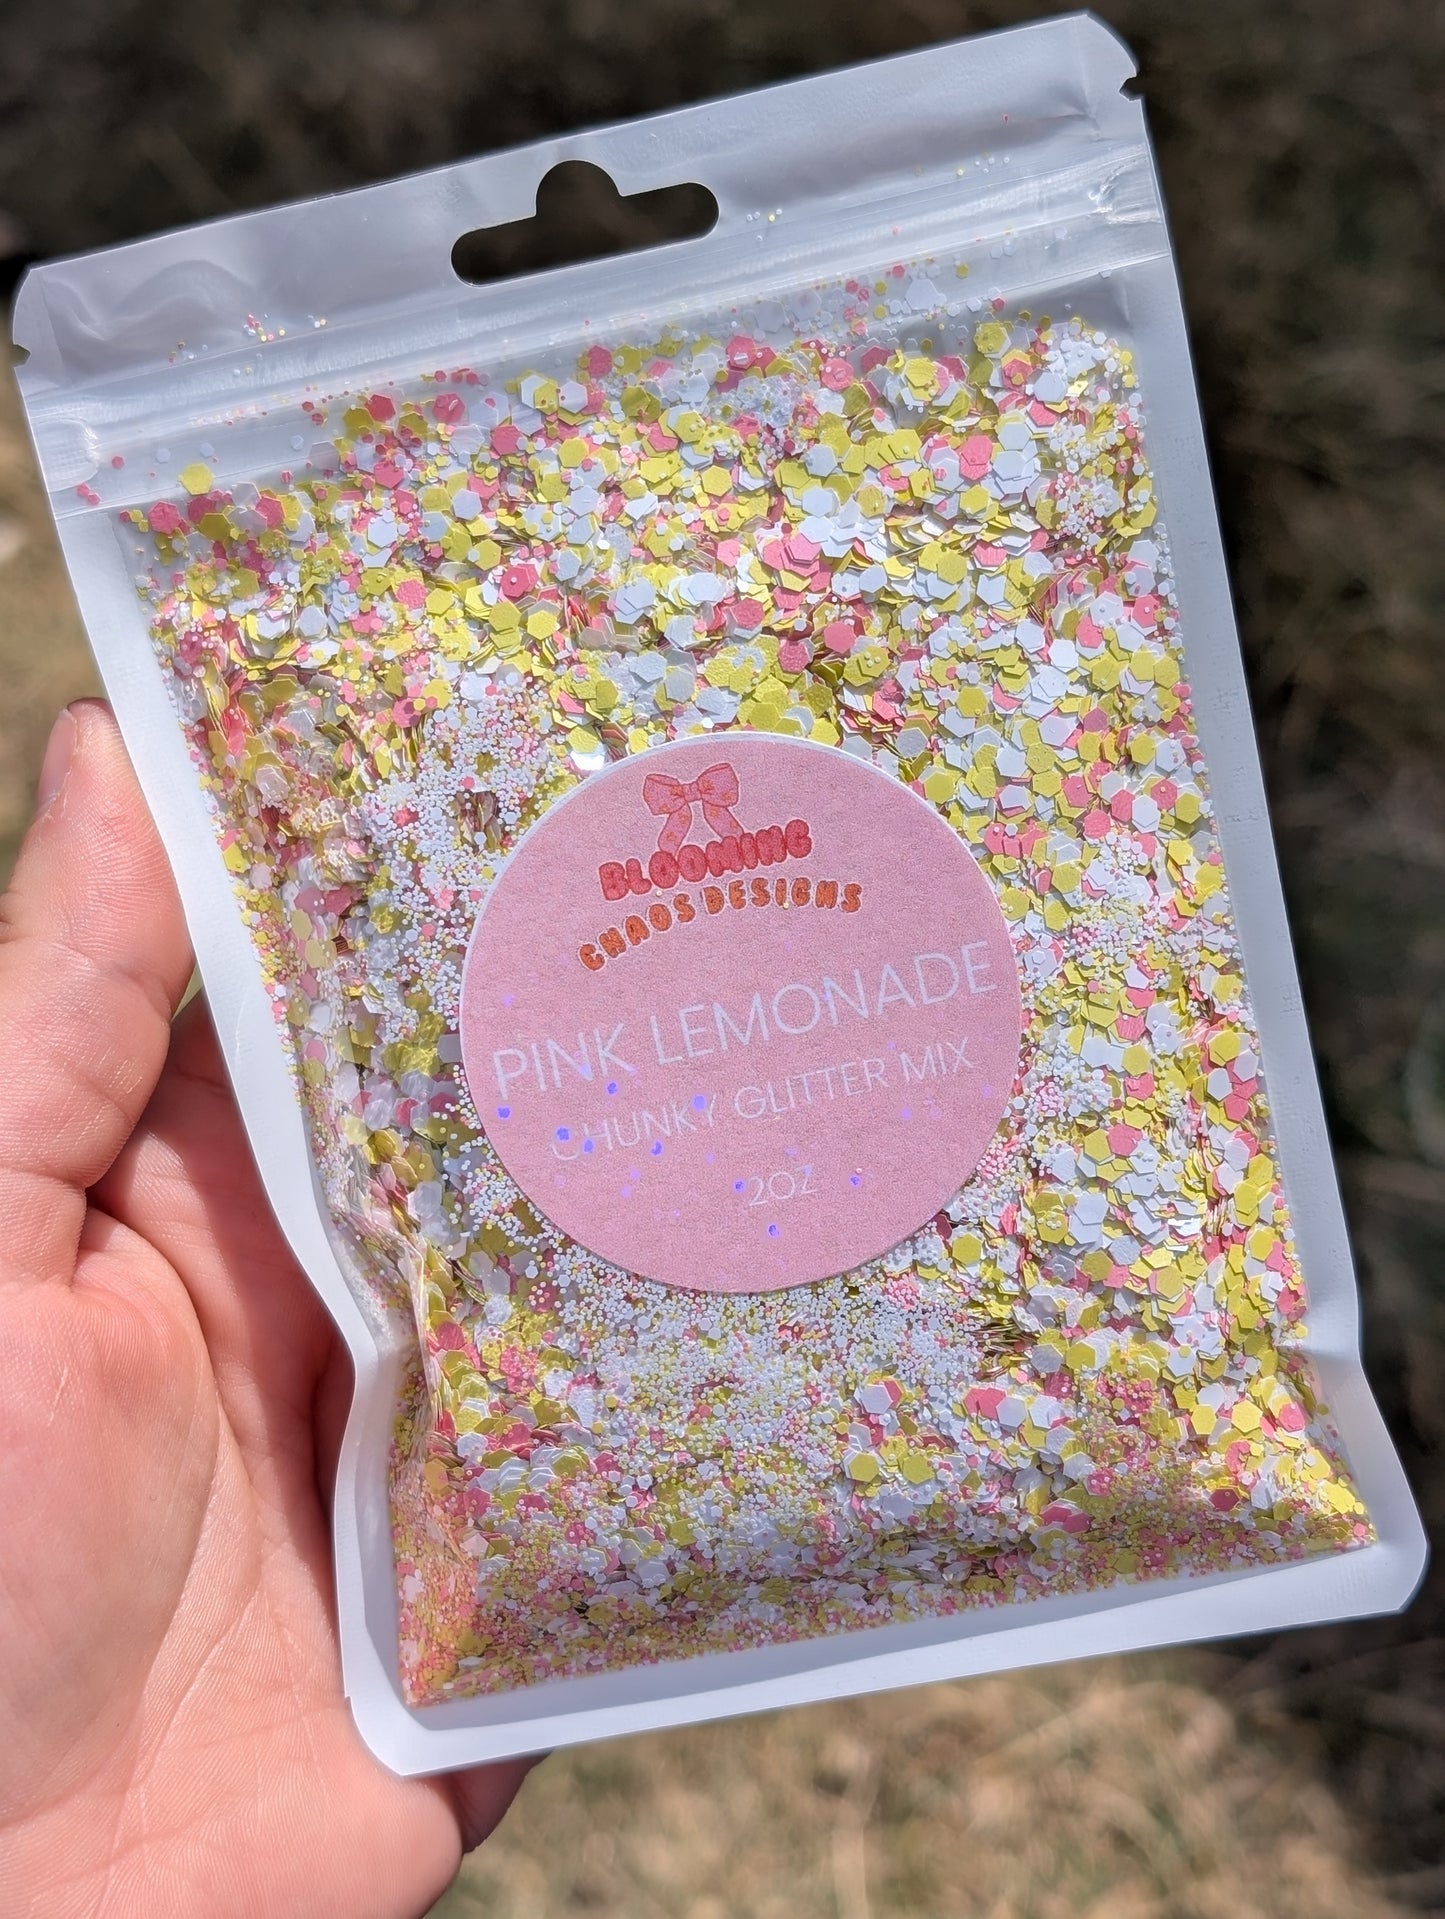 BLOOMING
CHAOS DESIGNS
PINK LEMONADE
CHUNKY GLITTER MIX
2OZ